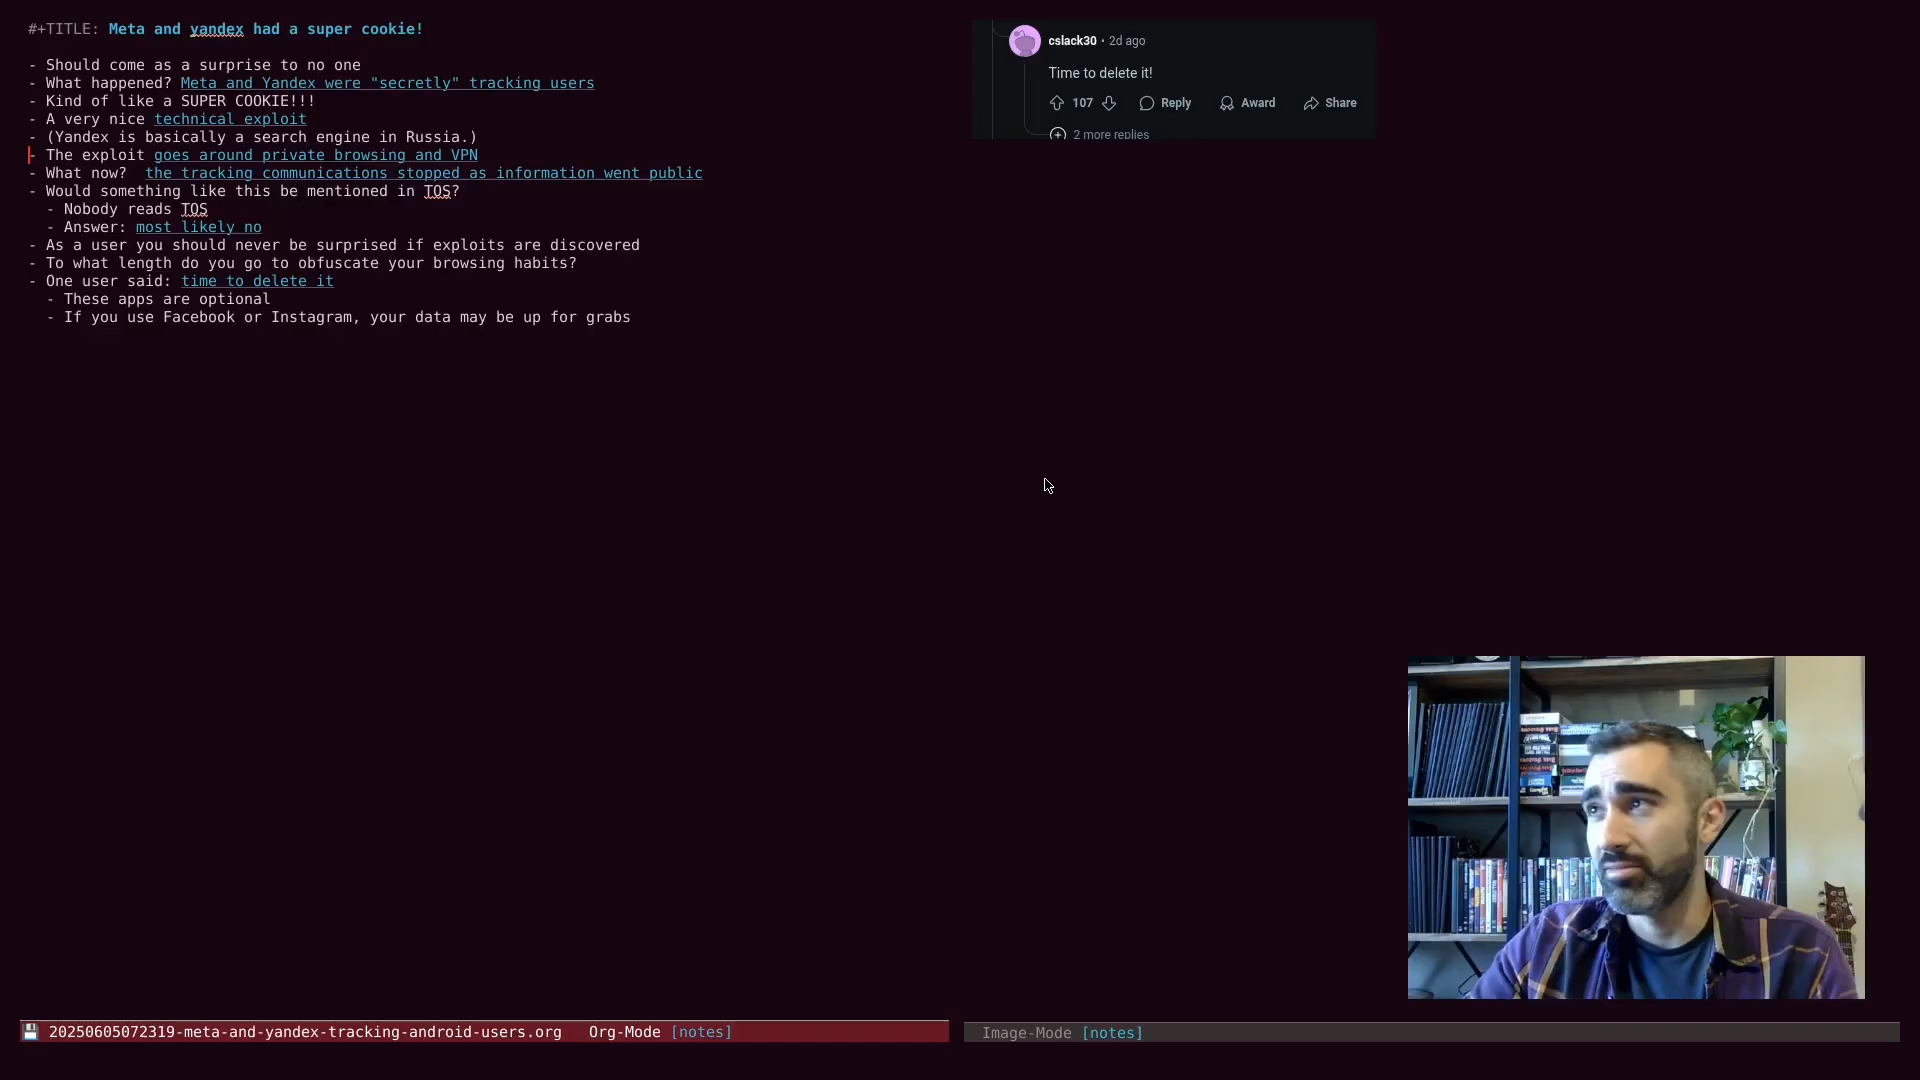 #+TITLE: Meta and yandex had a super cookie!
- Should come as a surprise to no one
- What happened? Meta and Yandex were "secretly" tracking users
- Kind of like a SUPER COOKIE!!!
- A very nice technical exploit
- (Yandex is basically a search engine in Russia.)
- The exploit goes around private browsing and VPN
- What now?  the tracking communications stopped as information went public
- Would something like this be mentioned in TOS?
- Nobody reads TOS
- Answer: most likely no
- As a user you should never be surprised if exploits are discovered
- To what length do you go to obfuscate your browsing habits?
- One user said: time to delete it
- These apps are optional
- If you use Facebook or Instagram, your data may be up for grabs
cslack30 • 2d ago
Time to delete it!
107 Reply Award Share
2 more replies
20250605072319-meta-and-yandex-tracking-android-users.org Org-Mode [notes]
Image-Mode [notes]